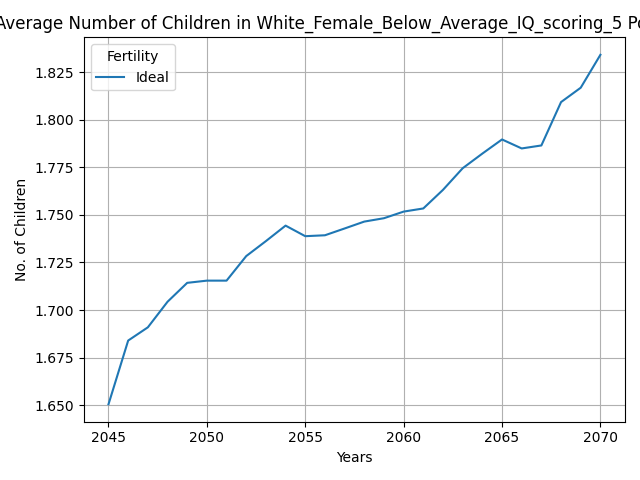 Average Number of Children in White_Female_Below_Average_IQ_scoring_5 Po
Fertility
Ideal
1.825
1.800
1.775
1.750
1.725
1.700
1.675
1.650
No. of Children
2045 2050 2055 2060 2065 2070
Years